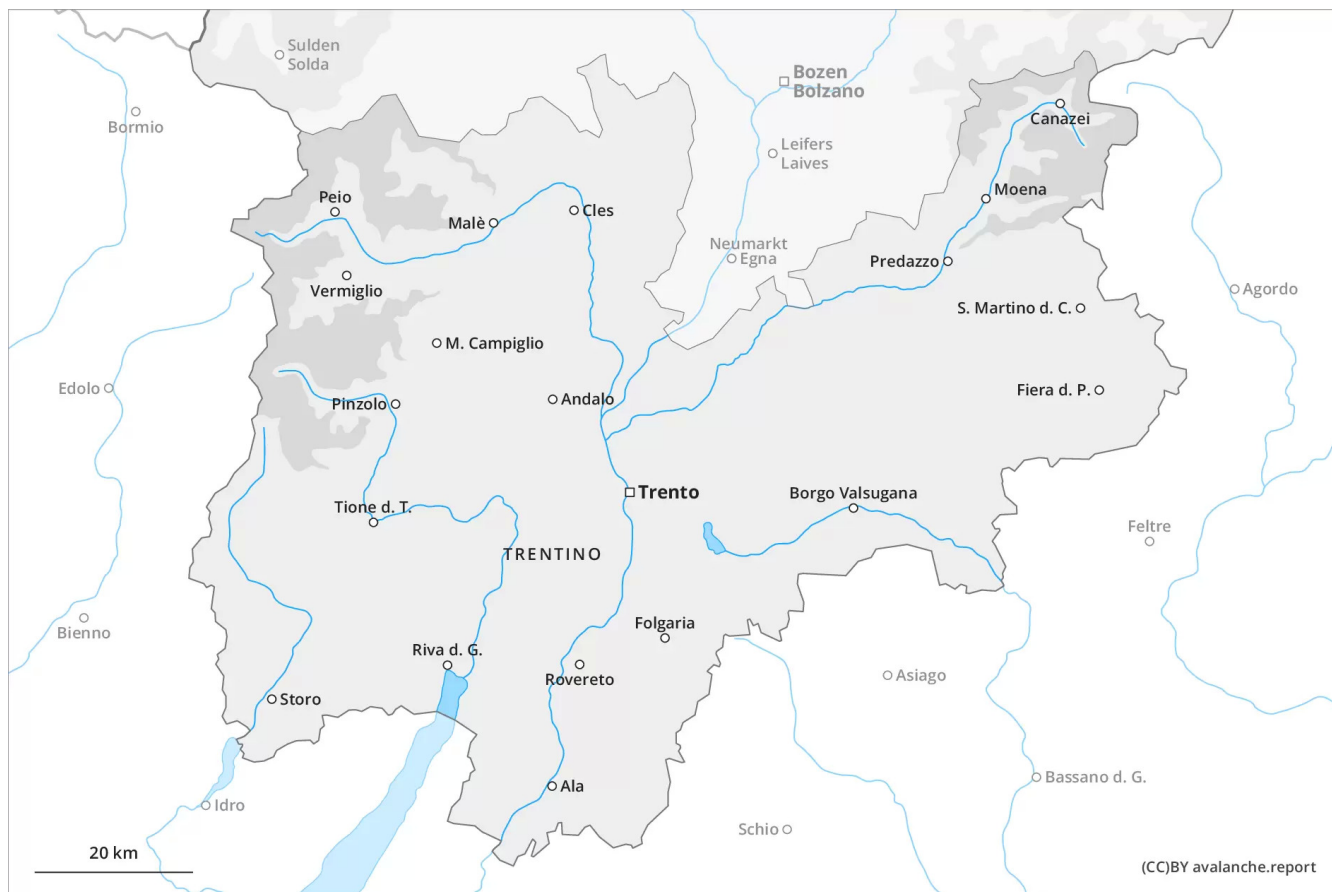 Sulden
Solda
Bozen
Bolzano
Bormio
Canazei
Leifers
Laives
Peio
Moena
Malè
Cles
Neumarkt
Egna
Predazzo
Vermiglio
Agordo
S. Martino d. C.
M. Campiglio
Edolo
Fiera d. P.
Pinzolo
Andalo
Trento
Borgo Valsugana
Tione d. T.
Feltre
TRENTINO
Bienno
Folgaria
Riva d. G.
Rovereto
Asiago
Storo
Bassano d. G.
Ala
Idro
Schio
20 km
(CC)BY avalanche.report